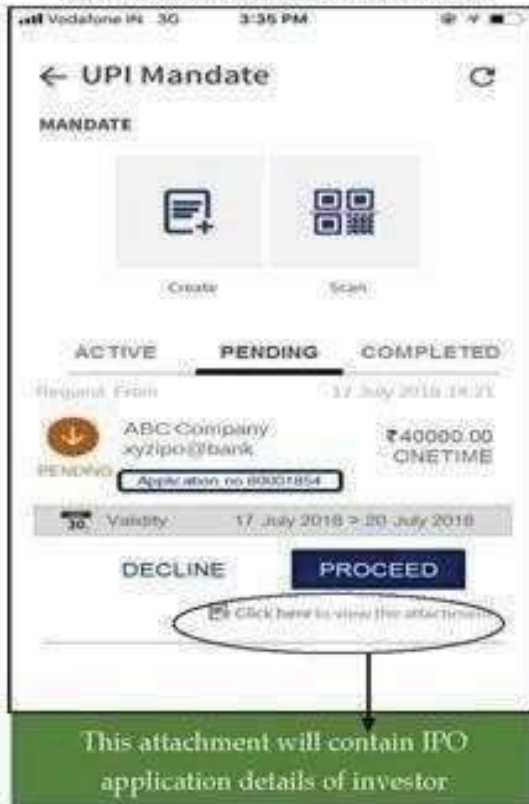 Vodafone IN 3G 3:35 PM
← UPI Mandate
MANDATE
Create Scan
ACTIVE PENDING COMPLETED
Request From 17 July 2018 14:21
ABC Company
xyzipo@bank
₹40000.00
ONETIME
PENDING
Application no 80001854
30 Validity 17 July 2018 > 20 July 2018
DECLINE PROCEED
Click here to view the attachment
This attachment will contain IPO
application details of investor